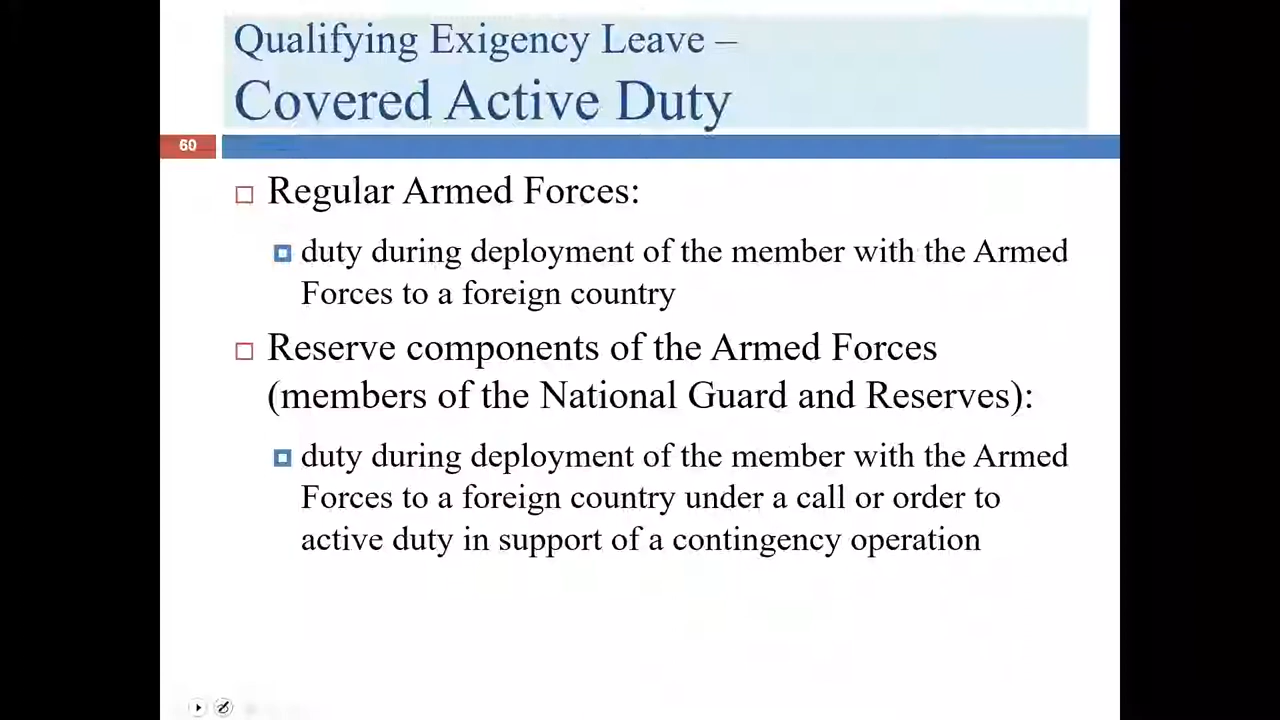 Qualifying Exigency Leave –
Covered Active Duty
60
Regular Armed Forces:
duty during deployment of the member with the Armed
Forces to a foreign country
Reserve components of the Armed Forces
(members of the National Guard and Reserves):
duty during deployment of the member with the Armed
Forces to a foreign country under a call or order to
active duty in support of a contingency operation